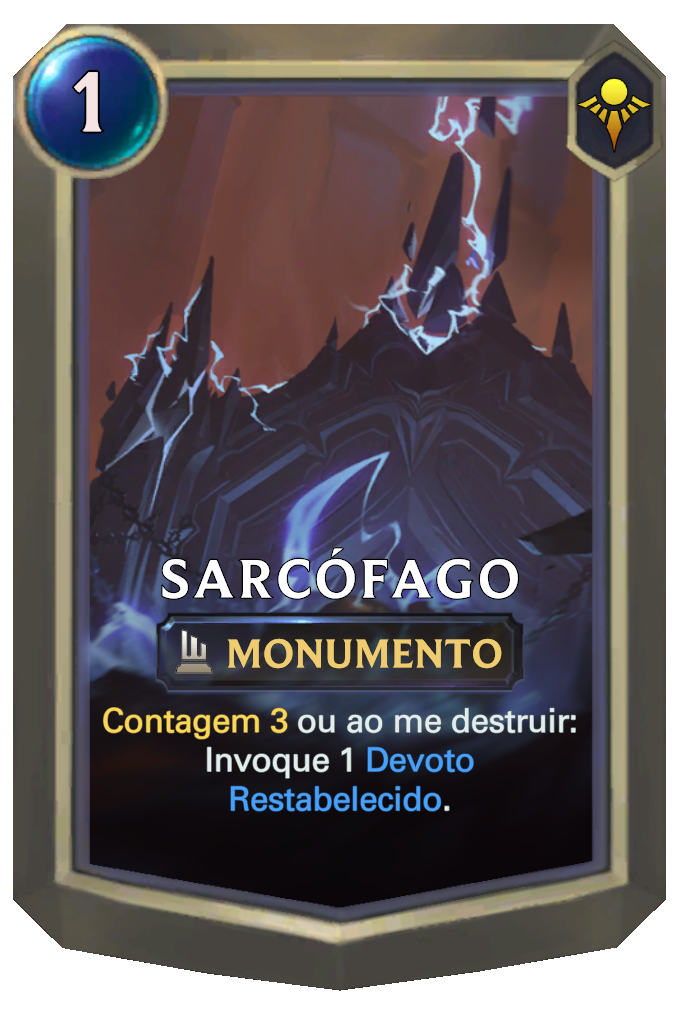 1
SARCÓFAGO
MONUMENTO
Contagem 3 ou ao me destruir:
Invoque 1 Devoto
Restabelecido.